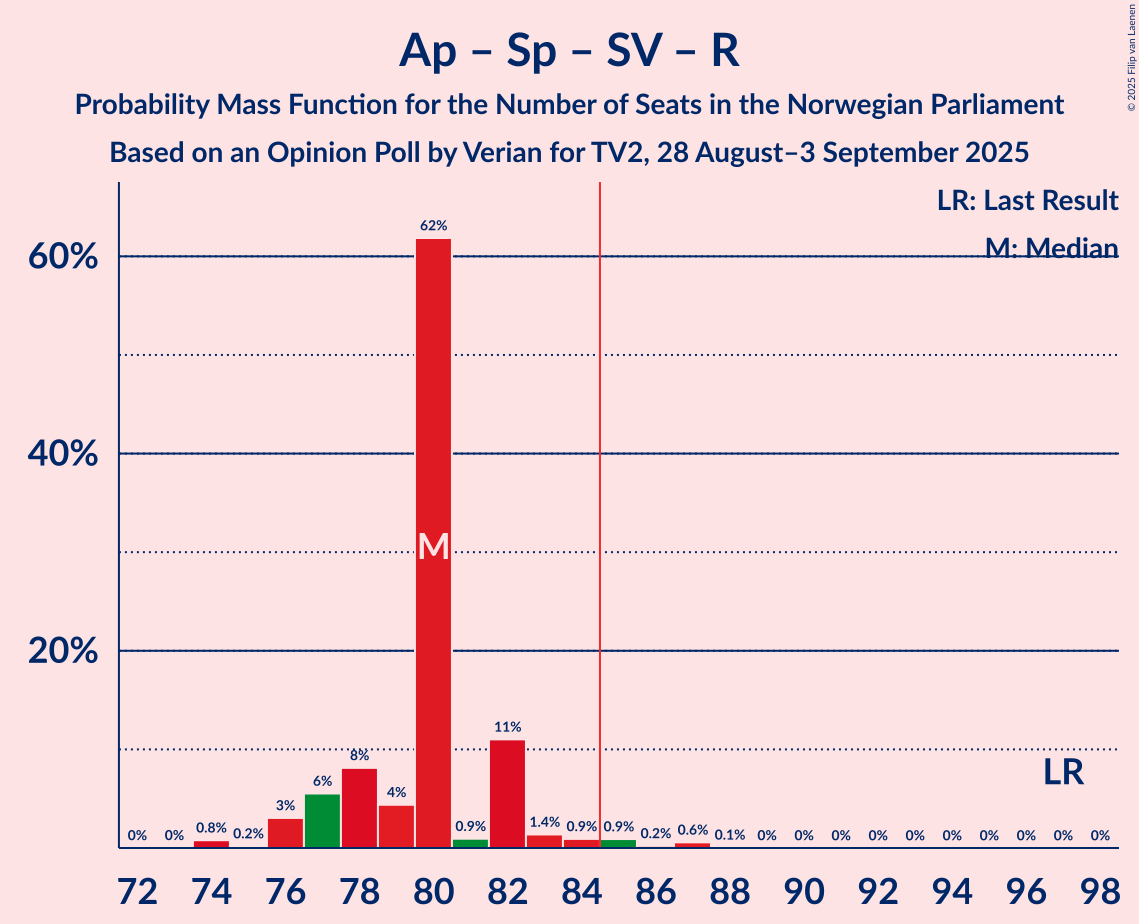 Ap – Sp – SV – R
Probability Mass Function for the Number of Seats in the Norwegian Parliament
Based on an Opinion Poll by Verian for TV2, 28 August–3 September 2025
© 2025 Filip van Laenen
LR: Last Result
M: Median
60%
40%
20%
0% 0% 0.8% 0.2% 3% 6% 8% 4% 62% 0.9% 11% 1.4% 0.9% 0.9% 0.2% 0.6% 0.1% 0% 0% 0% 0% 0% 0% 0% 0% 0% 0%
M
LR
72 74 76 78 80 82 84 86 88 90 92 94 96 98